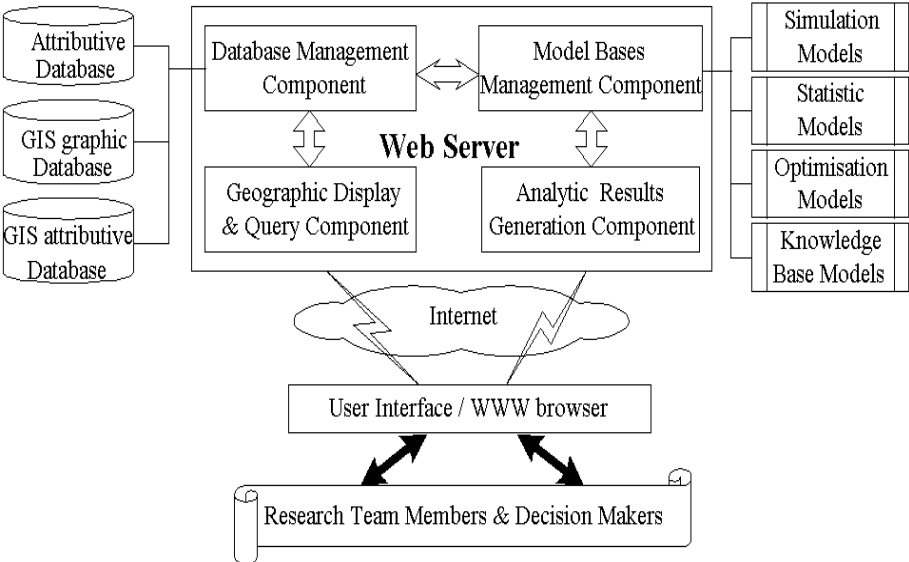 Attributive
Database
GIS graphic
Database
GIS attributive
Database
Database Management
Component
Model Bases
Management Component
Web Server
Geographic Display
& Query Component
Analytic Results
Generation Component
Simulation
Models
Statistic
Models
Optimisation
Models
Knowledge
Base Models
Internet
User Interface / WWW browser
Research Team Members & Decision Makers